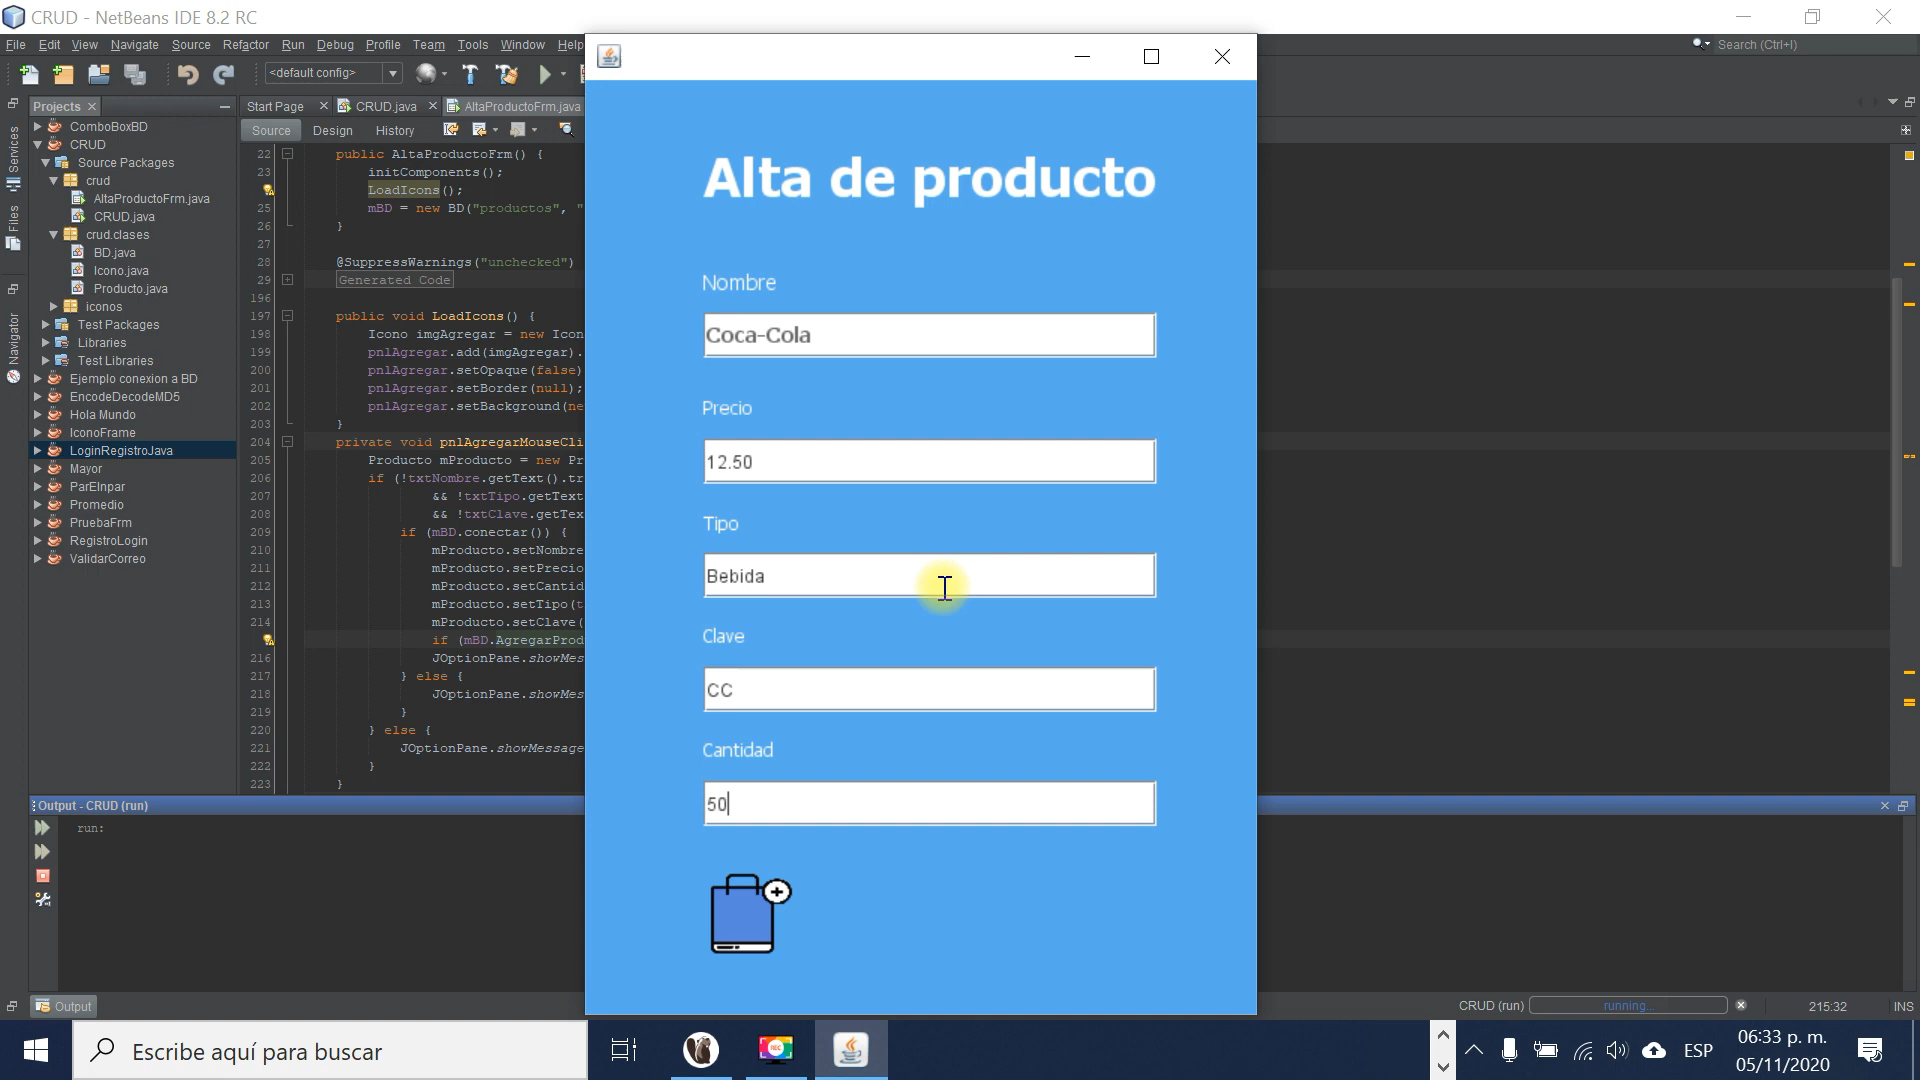 CRUD - NetBeans IDE 8.2 RC
File Edit View Navigate Source Refactor Run Debug Profile Team Tools Window Help
Search (Ctrl+I)
<default config>
Projects
Start Page
CRUD.java
AltaProductoFrm.java
Source Design History
Services
Files
Navigator
ComboBoxBD
CRUD
Source Packages
crud
AltaProductoFrm.java
CRUD.java
crud.clases
BD.java
Icono.java
Producto.java
iconos
Test Packages
Libraries
Test Libraries
Ejemplo conexion a BD
EncodeDecodeMD5
Hola Mundo
IconoFrame
LoginRegistroJava
Mayor
ParEInpar
Promedio
PruebaFrm
RegistroLogin
ValidarCorreo
22 public AltaProductoFrm() {
23 initComponents();
LoadIcons();
25 mBD = new BD("productos", "
26 }
27
28 @SuppressWarnings("unchecked")
29 Generated Code
196
197 public void LoadIcons() {
198 Icono imgAgregar = new Icon
199 pnlAgregar.add(imgAgregar).
200 pnlAgregar.setOpaque(false)
201 pnlAgregar.setBorder(null);
202 pnlAgregar.setBackground(ne
203 }
204 private void pnlAgregarMouseCli
205 Producto mProducto = new Pr
206 if (!txtNombre.getText().tr
207 && !txtTipo.getText
208 && !txtClave.getTex
209 if (mBD.conectar()) {
210 mProducto.setNombre
211 mProducto.setPrecio
212 mProducto.setCantid
213 mProducto.setTipo(t
214 mProducto.setClave(
if (mBD.AgregarProd
216 JOptionPane.showMes
217 } else {
218 JOptionPane.showMes
219 }
220 } else {
221 JOptionPane.showMessage
222 }
223 }
Alta de producto
Nombre
Coca-Cola
Precio
12.50
Tipo
Bebida
Clave
CC
Cantidad
50
Output - CRUD (run)
run:
Output
CRUD (run)
running...
215:32
INS
Escribe aquí para buscar
REC
ESP
06:33 p. m.
05/11/2020